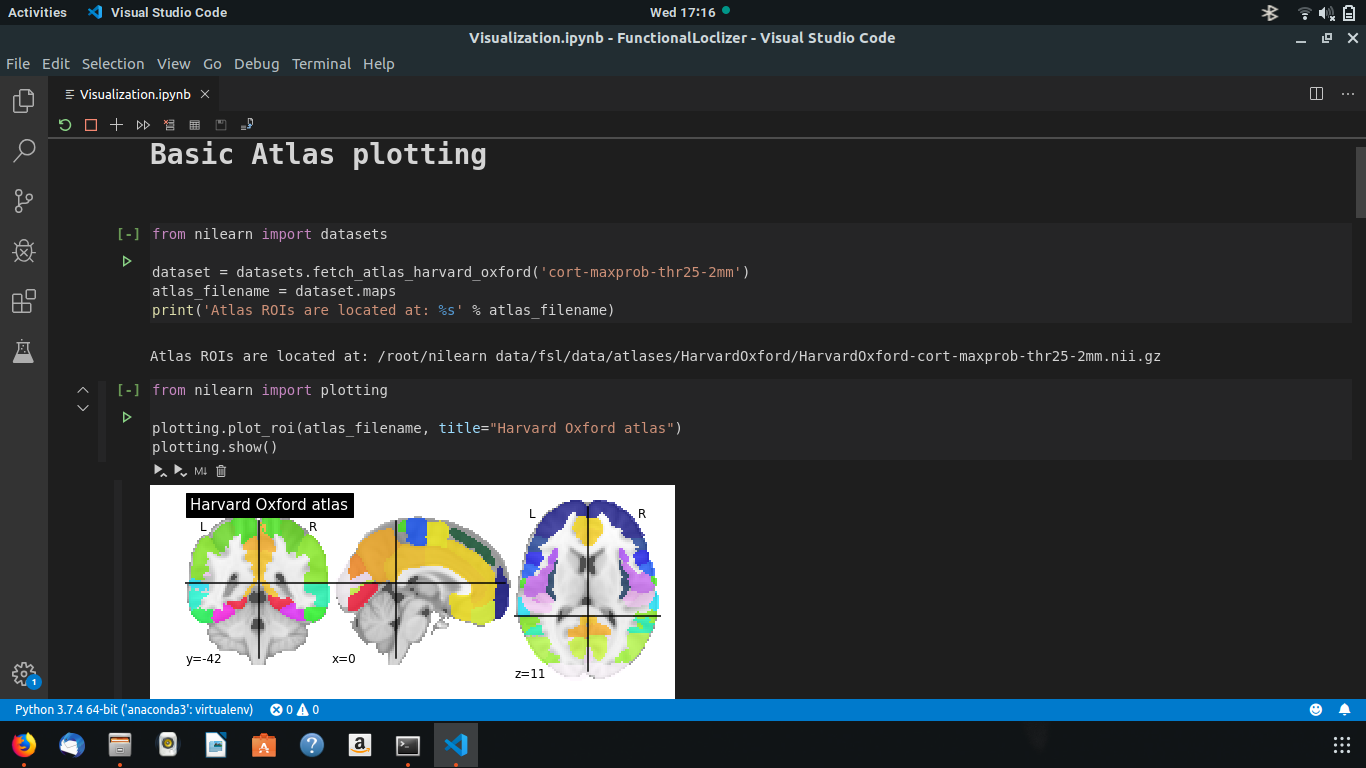 Activities Visual Studio Code Wed 17:16
Visualization.ipynb - FunctionalLoclizer - Visual Studio Code
File Edit Selection View Go Debug Terminal Help
Visualization.ipynb
Basic Atlas plotting
[-] from nilearn import datasets
dataset = datasets.fetch_atlas_harvard_oxford('cort-maxprob-thr25-2mm')
atlas_filename = dataset.maps
print('Atlas ROIs are located at: %s' % atlas_filename)
Atlas ROIs are located at: /root/nilearn data/fsl/data/atlases/HarvardOxford/HarvardOxford-cort-maxprob-thr25-2mm.nii.gz
[-] from nilearn import plotting
plotting.plot_roi(atlas_filename, title="Harvard Oxford atlas")
plotting.show()
M↓
Harvard Oxford atlas
L R L R
y=-42 x=0 z=11
1
Python 3.7.4 64-bit ('anaconda3': virtualenv) 0 0